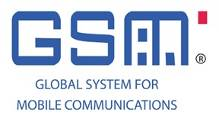 GSM®
GLOBAL SYSTEM FOR
MOBILE COMMUNICATIONS